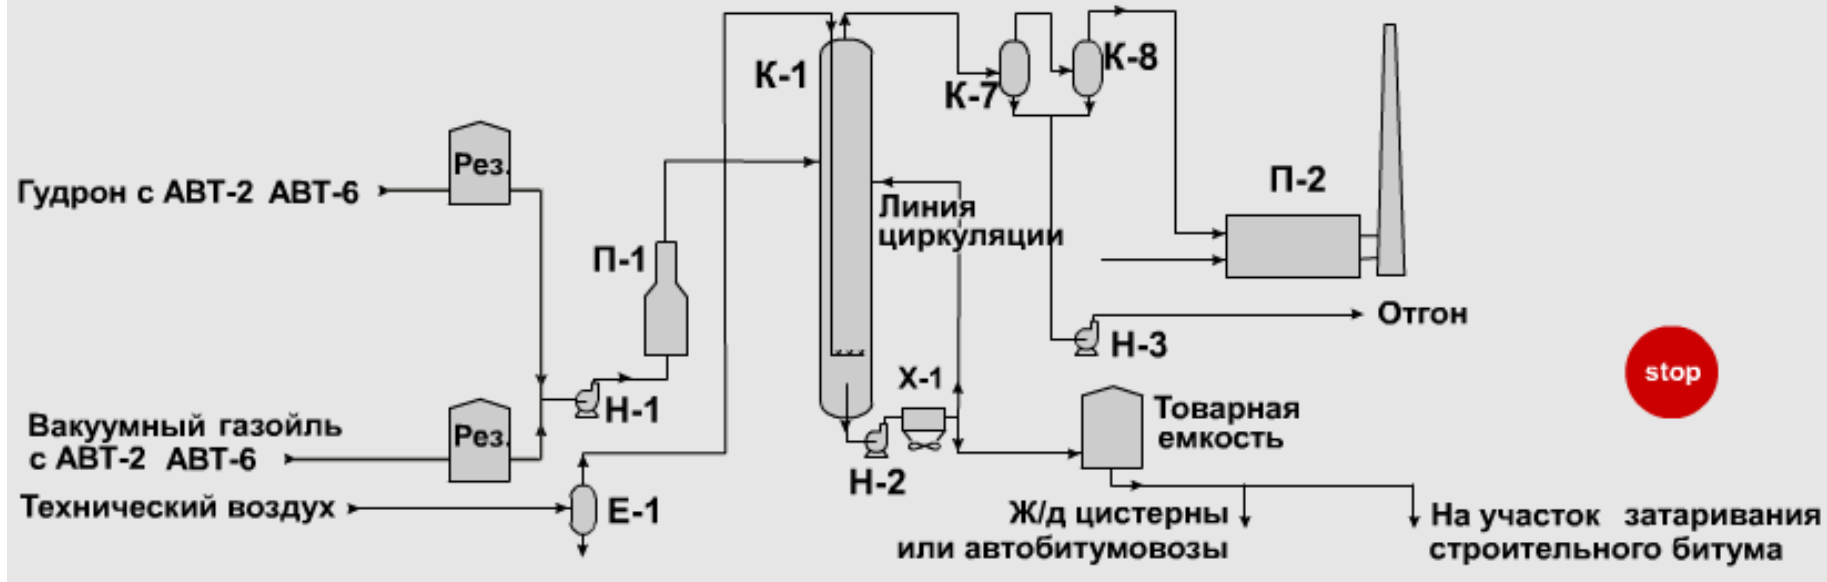 К-1
К-7
К-8
Рез.
Гудрон с АВТ-2  АВТ-6
П-2
Линия
циркуляции
П-1
Отгон
Н-3
stop
Х-1
Н-1
Товарная
емкость
Вакуумный газойль
с АВТ-2  АВТ-6
Рез.
Н-2
Технический воздух
Е-1
Ж/д цистерны
или автобитумовозы
На участок  затаривания
строительного битума